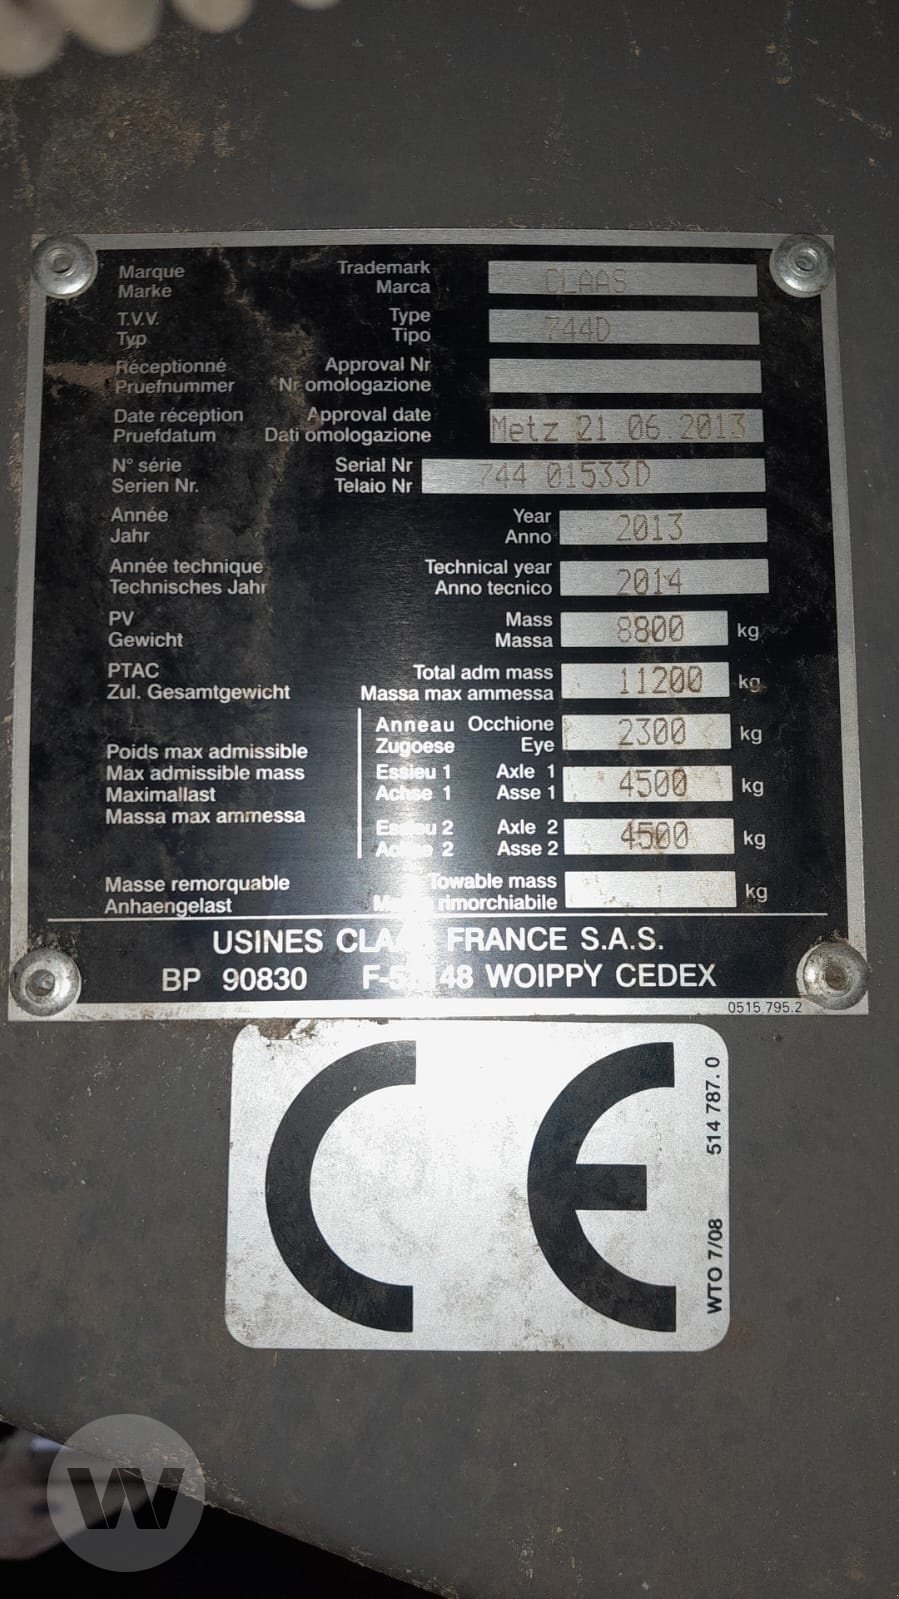 Marque Trademark CLAAS
Marke Marca
T.V.V. Type 744D
Typ Tipo
Réceptionné Approval Nr
Pruefnummer Nr omologazione
Date réception Approval date Metz 21.06.2013
Pruefdatum Dati omologazione
N° série Serial Nr 744 01533D
Serien Nr. Telaio Nr
Année Year 2013
Jahr Anno
Année technique Technical year 2014
Technisches Jahr Anno tecnico
PV Mass 8800 kg
Gewicht Massa
PTAC Total adm mass 11200 kg
Zul. Gesamtgewicht Massa max ammessa
Anneau Occhione 2300 kg
Zugoese Eye
Poids max admissible
Max admissible mass Essieu 1 Axle 1 4500 kg
Maximallast Achse 1 Asse 1
Massa max ammessa
Axle 2 4500 kg
2 Asse 2
Masse remorquable Towable mass kg
Anhaengelast rimorchiabile
USINES FRANCE S.A.S.
BP 90830 WOIPPY CEDEX
0515 795.2
CE
514 787.0
WTO 7/08
W